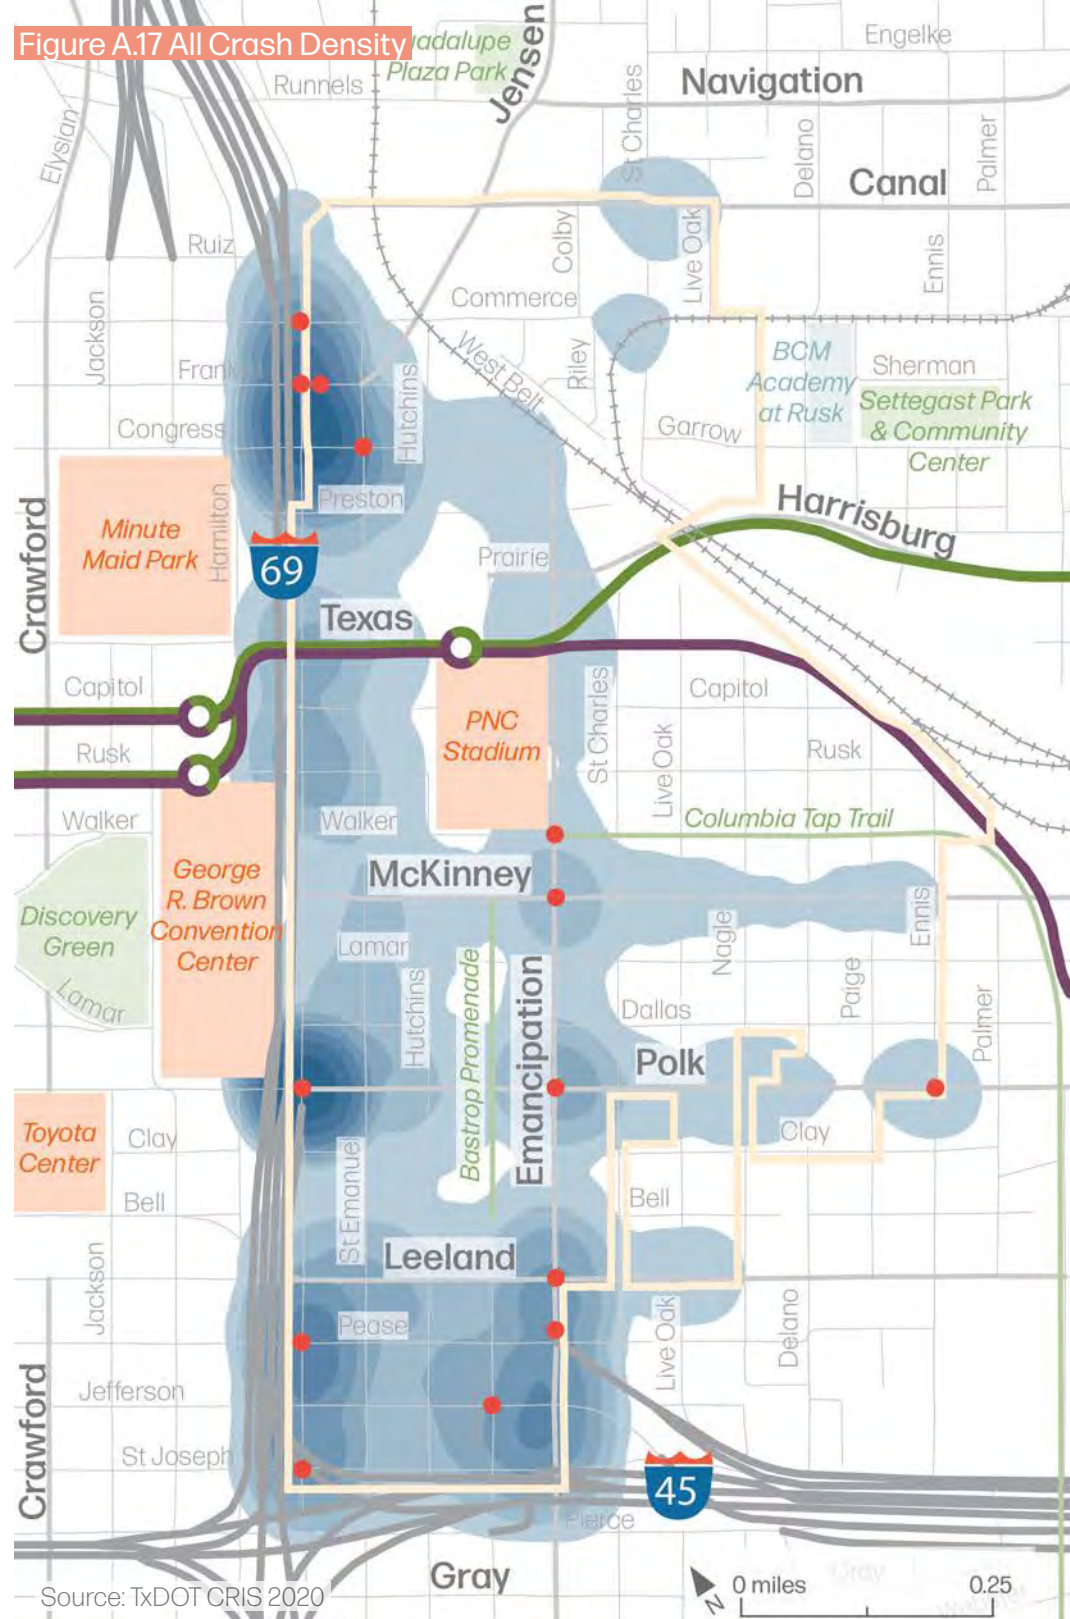 Figure A.17 All Crash Density
adalupe
Plaza Park
Jensen
Engelke
Runnels
Navigation
Elysian
St Charles
Delano
Palmer
Canal
Ruiz
Colby
Live Oak
Ennis
Commerce
Jackson
West Belt
Riley
BCM
Academy
at Rusk
Sherman
Frank
Hutchins
Settegast Park
& Community
Center
Congress
Garrow
Hamilton
Preston
Harrisburg
Crawford
Minute
Maid Park
69
Prairie
Texas
Capitol
St Charles
Capitol
PNC
Stadium
Rusk
Live Oak
Rusk
Walker
Walker
Columbia Tap Trail
George
R. Brown
Convention
Center
McKinney
Discovery
Green
Ennis
Lamar
Nagle
Lamar
Hutchins
Bastrop Promenade
Emancipation
Dallas
Paige
Palmer
Polk
Toyota
Center
Clay
Clay
St Emanuel
Bell
Bell
Leeland
Jackson
Pease
Live Oak
Delano
Jefferson
Crawford
St Joseph
45
Pierce
Gray
Gray
N
0 miles
0.25
Source: TxDOT CRIS 2020